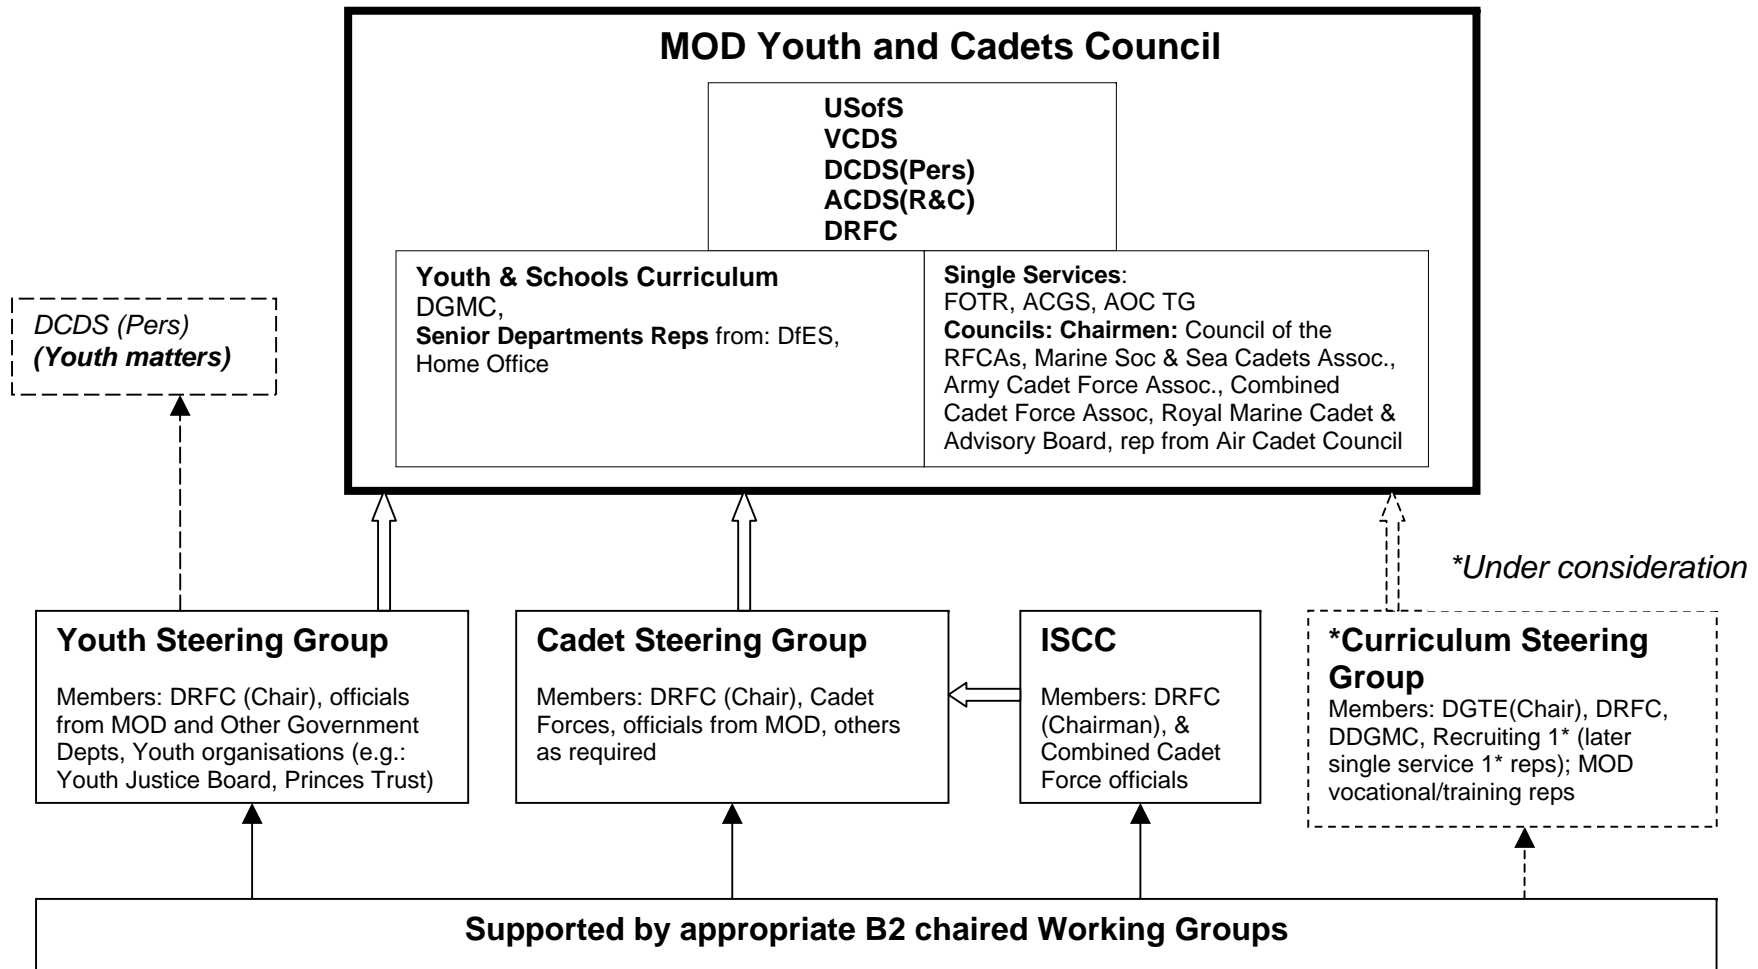 MOD Youth and Cadets Council
USofS
VCDS
DCDS(Pers)
ACDS(R&C)
DRFC
Youth & Schools Curriculum
DGMC,
Senior Departments Reps from: DfES,
Home Office
Single Services:
FOTR, ACGS, AOC TG
Councils: Chairmen: Council of the
RFCAs, Marine Soc & Sea Cadets Assoc.,
Army Cadet Force Assoc., Combined
Cadet Force Assoc, Royal Marine Cadet &
Advisory Board, rep from Air Cadet Council
DCDS (Pers)
(Youth matters)
*Under consideration
Youth Steering Group
Members: DRFC (Chair), officials
from MOD and Other Government
Depts, Youth organisations (e.g.:
Youth Justice Board, Princes Trust)
Cadet Steering Group
Members: DRFC (Chair), Cadet
Forces, officials from MOD, others
as required
ISCC
Members: DRFC
(Chairman), &
Combined Cadet
Force officials
*Curriculum Steering
Group
Members: DGTE(Chair), DRFC,
DDGMC, Recruiting 1* (later
single service 1* reps); MOD
vocational/training reps
Supported by appropriate B2 chaired Working Groups